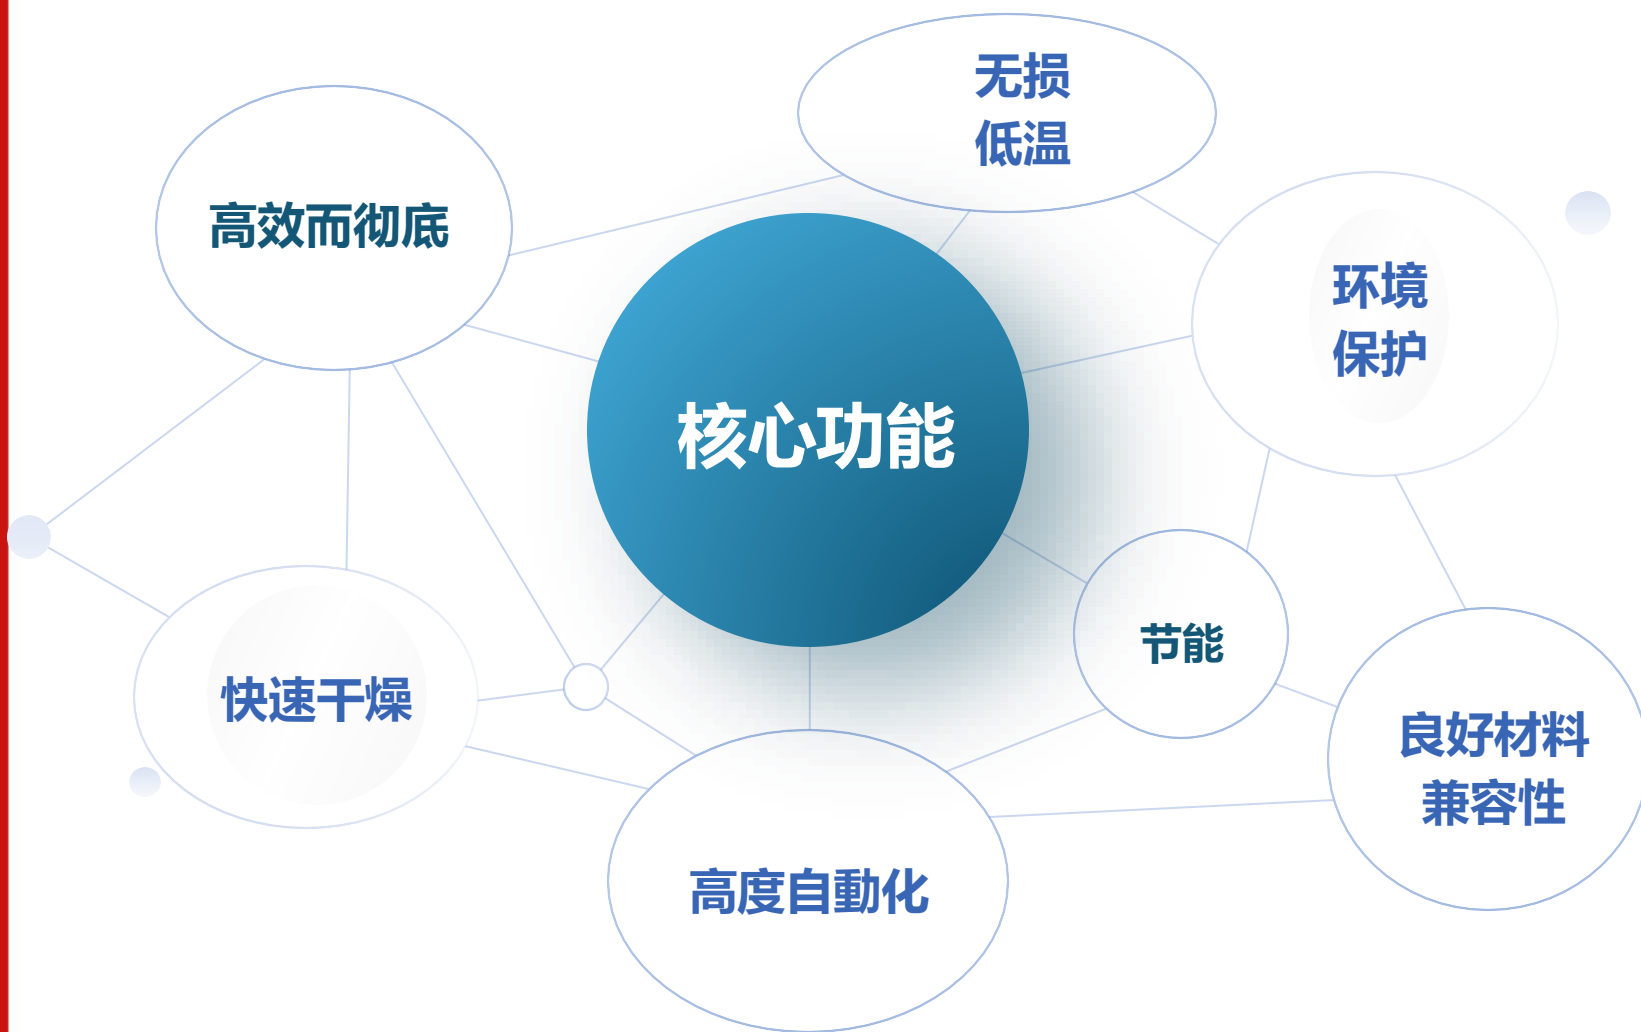 无损
低温
高效而彻底
环境
保护
核心功能
节能
快速干燥
良好材料
兼容性
高度自動化